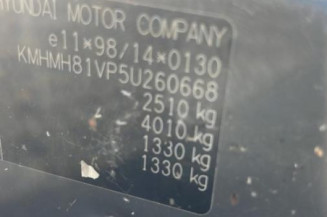 HYUNDAI MOTOR COMPANY
e11*98/14*0130
KMHMH81VP5U260668
2510 kg
4010 kg
1330 kg
1330 kg